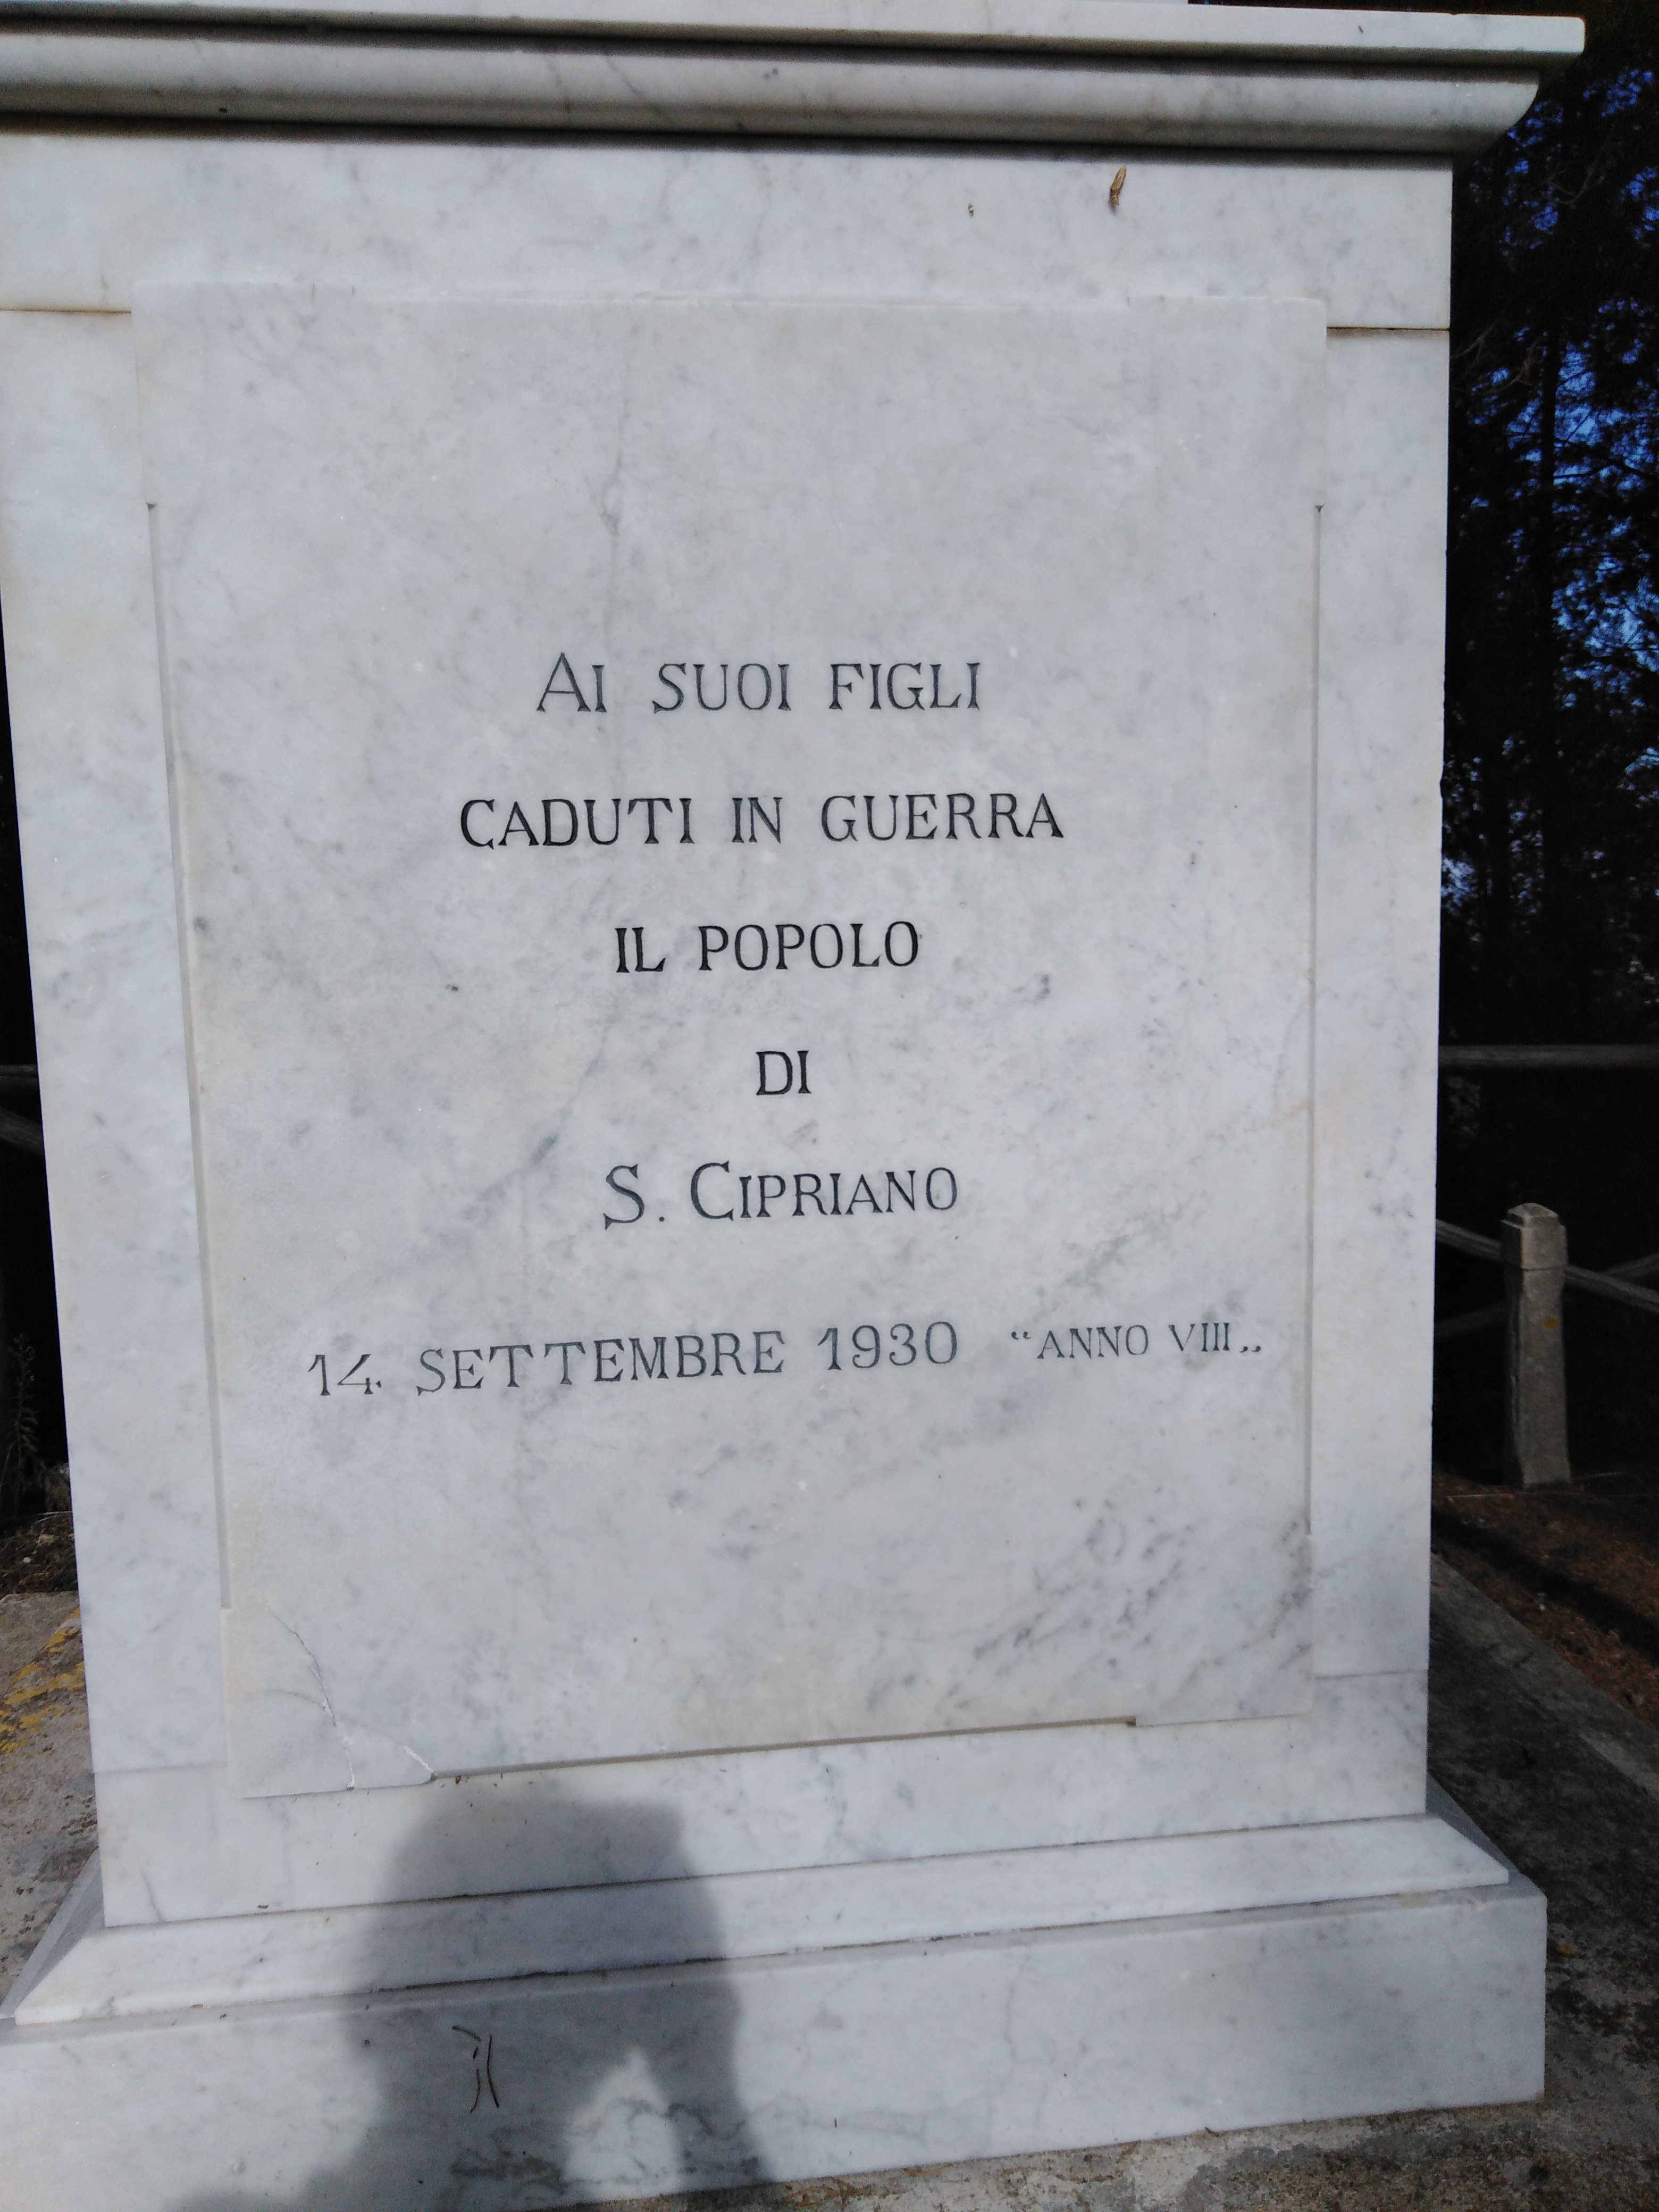 AI SUOI FIGLI
CADUTI IN GUERRA
IL POPOLO
DI
S. CIPRIANO
14. SETTEMBRE 1930 “ANNO VIII„